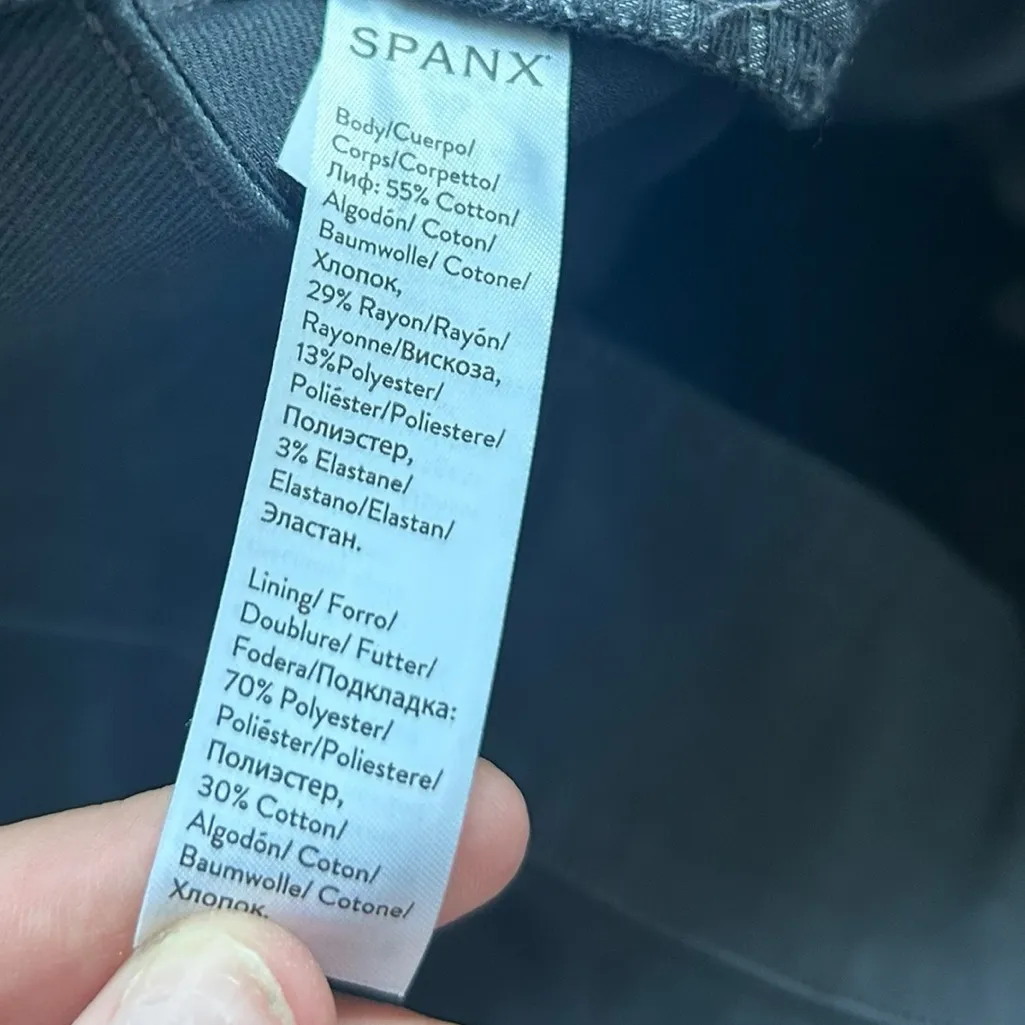 SPANX
Body/Cuerpo/
Corps/Corpetto/
Лиф: 55% Cotton/
Algodón/ Coton/
Baumwolle/ Cotone/
Хлопок,
29% Rayon/Rayón/
Rayonne/Вискоза,
13%Polyester/
Poliéster/Poliestere/
Полиэстер,
3% Elastane/
Elastano/Elastan/
Эластан.
Lining/ Forro/
Doublure/ Futter/
Fodera/Подкладка:
70% Polyester/
Poliéster/Poliestere/
Полиэстер,
30% Cotton/
Algodón/ Coton/
Baumwolle/ Cotone/
Хлопок.